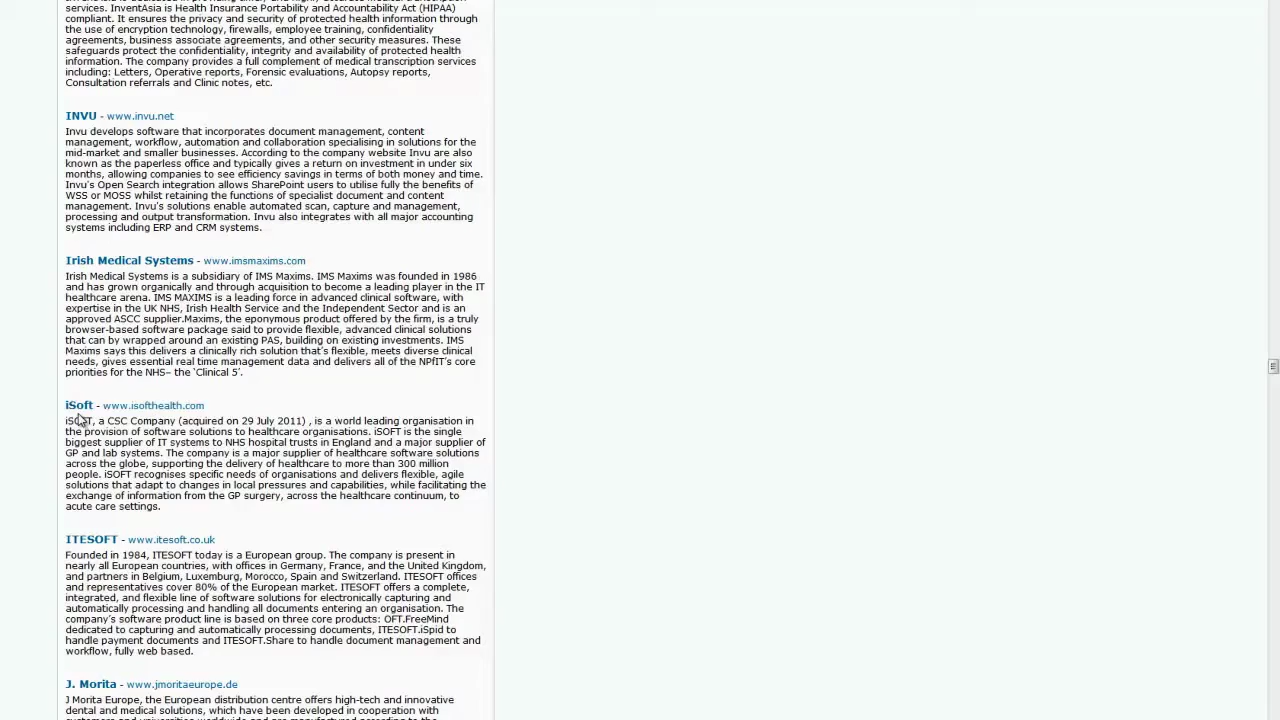 services. InventAsia is Health Insurance Portability and Accountability Act (HIPAA)
compliant. It ensures the privacy and security of protected health information through
the use of encryption technology, firewalls, employee training, confidentiality
agreements, business associate agreements, and other security measures. These
safeguards protect the confidentiality, integrity and availability of protected health
information. The company provides a full complement of medical transcription services
including: Letters, Operative reports, Forensic evaluations, Autopsy reports,
Consultation referrals and Clinic notes, etc.
INVU - www.invu.net
Invu develops software that incorporates document management, content
management, workflow, automation and collaboration specialising in solutions for the
mid-market and smaller businesses. According to the company website Invu are also
known as the paperless office and typically gives a return on investment in under six
months, allowing companies to see efficiency savings in terms of both money and time.
Invu's Open Search integration allows SharePoint users to utilise fully the benefits of
WSS or MOSS whilst retaining the functions of specialist document and content
management. Invu's solutions enable automated scan, capture and management,
processing and output transformation. Invu also integrates with all major accounting
systems including ERP and CRM systems.
Irish Medical Systems - www.imsmaxims.com
Irish Medical Systems is a subsidiary of IMS Maxims. IMS Maxims was founded in 1986
and has grown organically and through acquisition to become a leading player in the IT
healthcare arena. IMS MAXIMS is a leading force in advanced clinical software, with
expertise in the UK NHS, Irish Health Service and the Independent Sector and is an
approved ASCC supplier.Maxims, the eponymous product offered by the firm, is a truly
browser-based software package said to provide flexible, advanced clinical solutions
that can by wrapped around an existing PAS, building on existing investments. IMS
Maxims says this delivers a clinically rich solution that's flexible, meets diverse clinical
needs, gives essential real time management data and delivers all of the NPfIT's core
priorities for the NHS– the 'Clinical 5'.
iSoft - www.isofthealth.com
iSOFT, a CSC Company (acquired on 29 July 2011) , is a world leading organisation in
the provision of software solutions to healthcare organisations. iSOFT is the single
biggest supplier of IT systems to NHS hospital trusts in England and a major supplier of
GP and lab systems. The company is a major supplier of healthcare software solutions
across the globe, supporting the delivery of healthcare to more than 300 million
people. iSOFT recognises specific needs of organisations and delivers flexible, agile
solutions that adapt to changes in local pressures and capabilities, while facilitating the
exchange of information from the GP surgery, across the healthcare continuum, to
acute care settings.
ITESOFT - www.itesoft.co.uk
Founded in 1984, ITESOFT today is a European group. The company is present in
nearly all European countries, with offices in Germany, France, and the United Kingdom,
and partners in Belgium, Luxemburg, Morocco, Spain and Switzerland. ITESOFT offices
and representatives cover 80% of the European market. ITESOFT offers a complete,
integrated, and flexible line of software solutions for electronically capturing and
automatically processing and handling all documents entering an organisation. The
company's software product line is based on three core products: OFT.FreeMind
dedicated to capturing and automatically processing documents, ITESOFT.iSpid to
handle payment documents and ITESOFT.Share to handle document management and
workflow, fully web based.
J. Morita - www.jmoritaeurope.de
J Morita Europe, the European distribution centre offers high-tech and innovative
dental and medical solutions, which have been developed in cooperation with